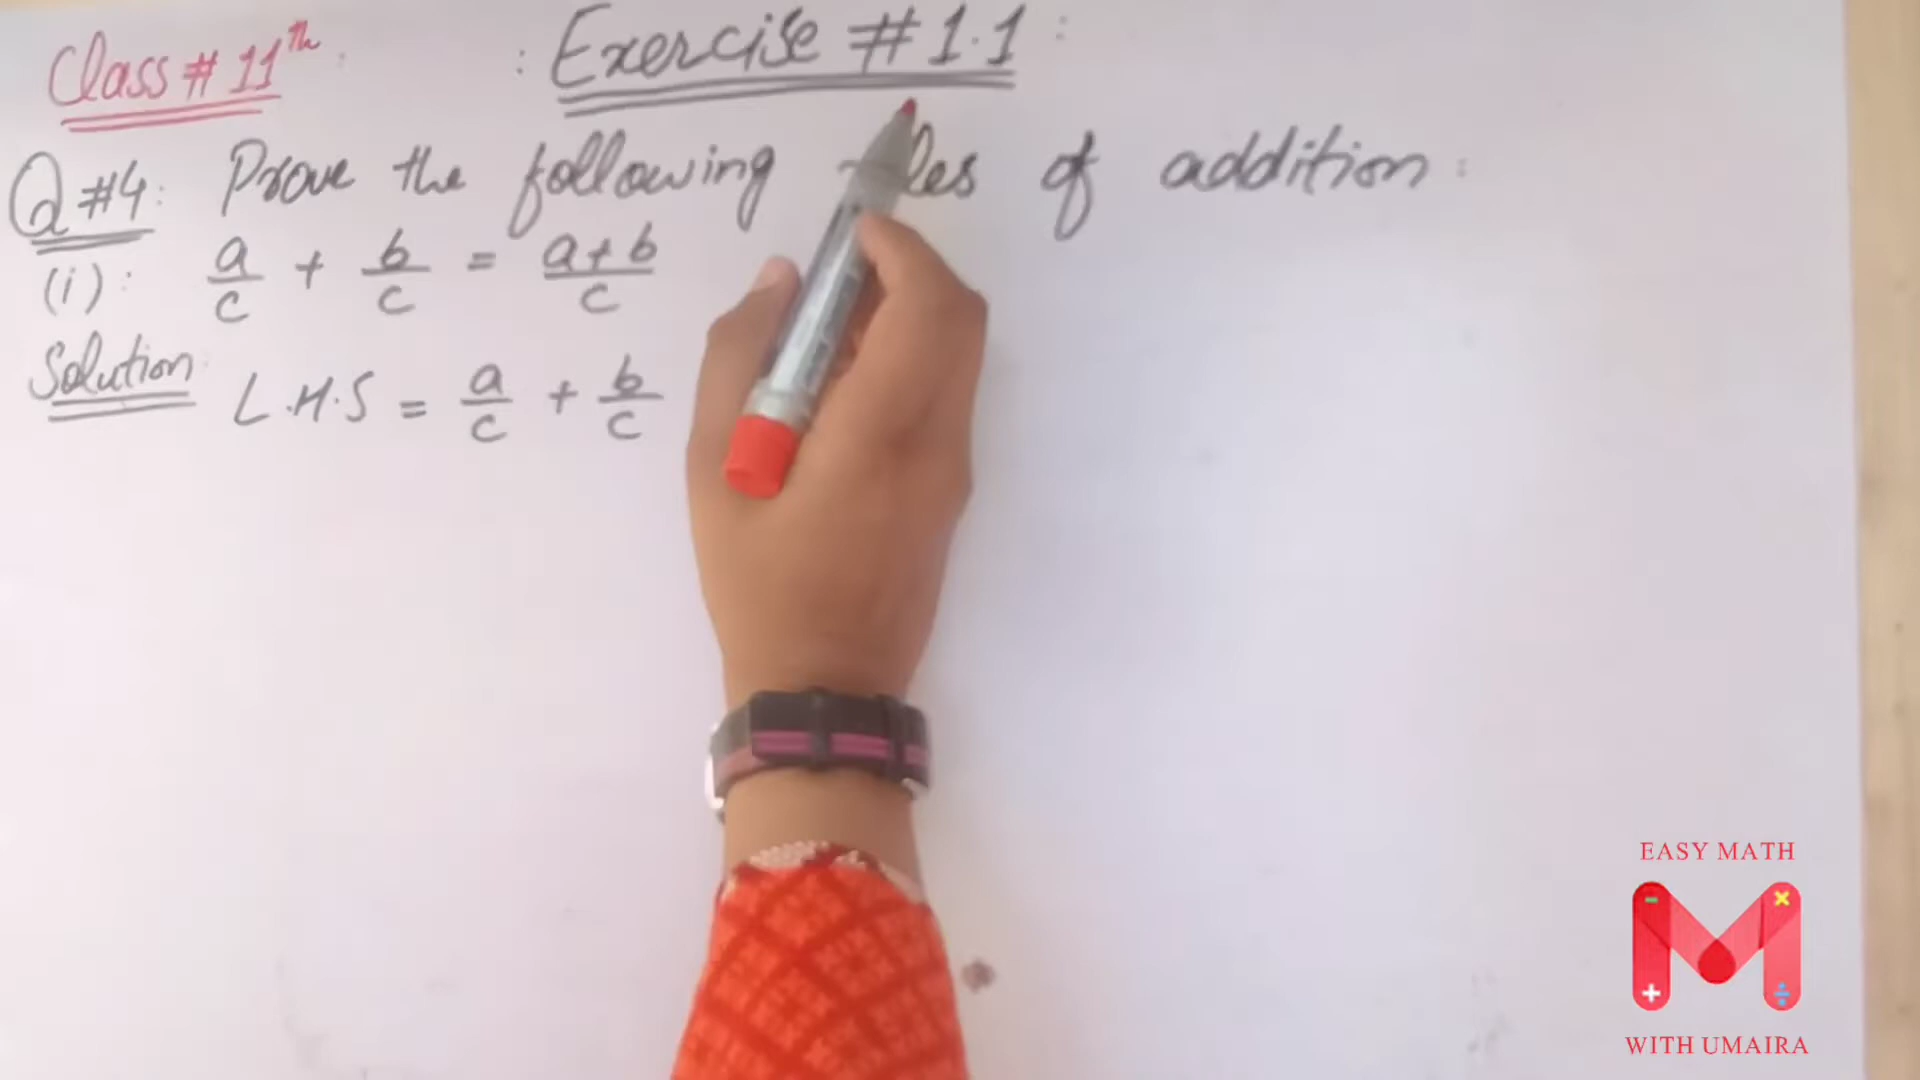 Class # 11th
: Exercise # 1.1 :
Q#4: Prove the following of addition:
(i): a/c + b/c = a+b/c
Solution L.H.S = a/c + b/c
EASY MATH
WITH UMAIRA